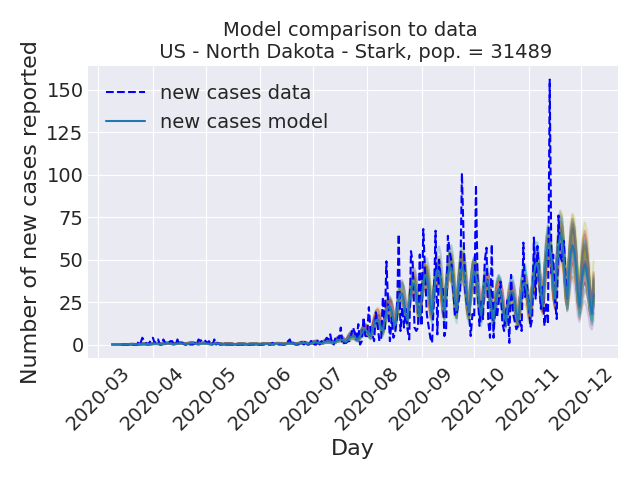 Model comparison to data
US - North Dakota - Stark, pop. = 31489
Number of new cases reported
150
125
100
75
50
25
0
new cases data
new cases model
2020-03
2020-04
2020-05
2020-06
2020-07
2020-08
2020-09
2020-10
2020-11
2020-12
Day